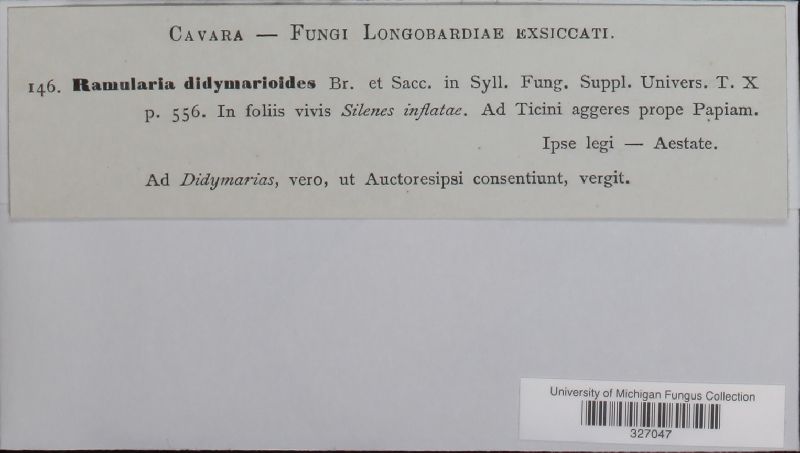 Cavara — Fungi Longobardiae exsiccati.
146. Ramularia didymarioides Br. et Sacc. in Syll. Fung. Suppl. Univers. T. X
p. 556. In foliis vivis Silenes inflatae. Ad Ticini aggeres prope Papiam.
Ipse legi — Aestate.
Ad Didymarias, vero, ut Auctoresipsi consentiunt, vergit.
University of Michigan Fungus Collection
327047